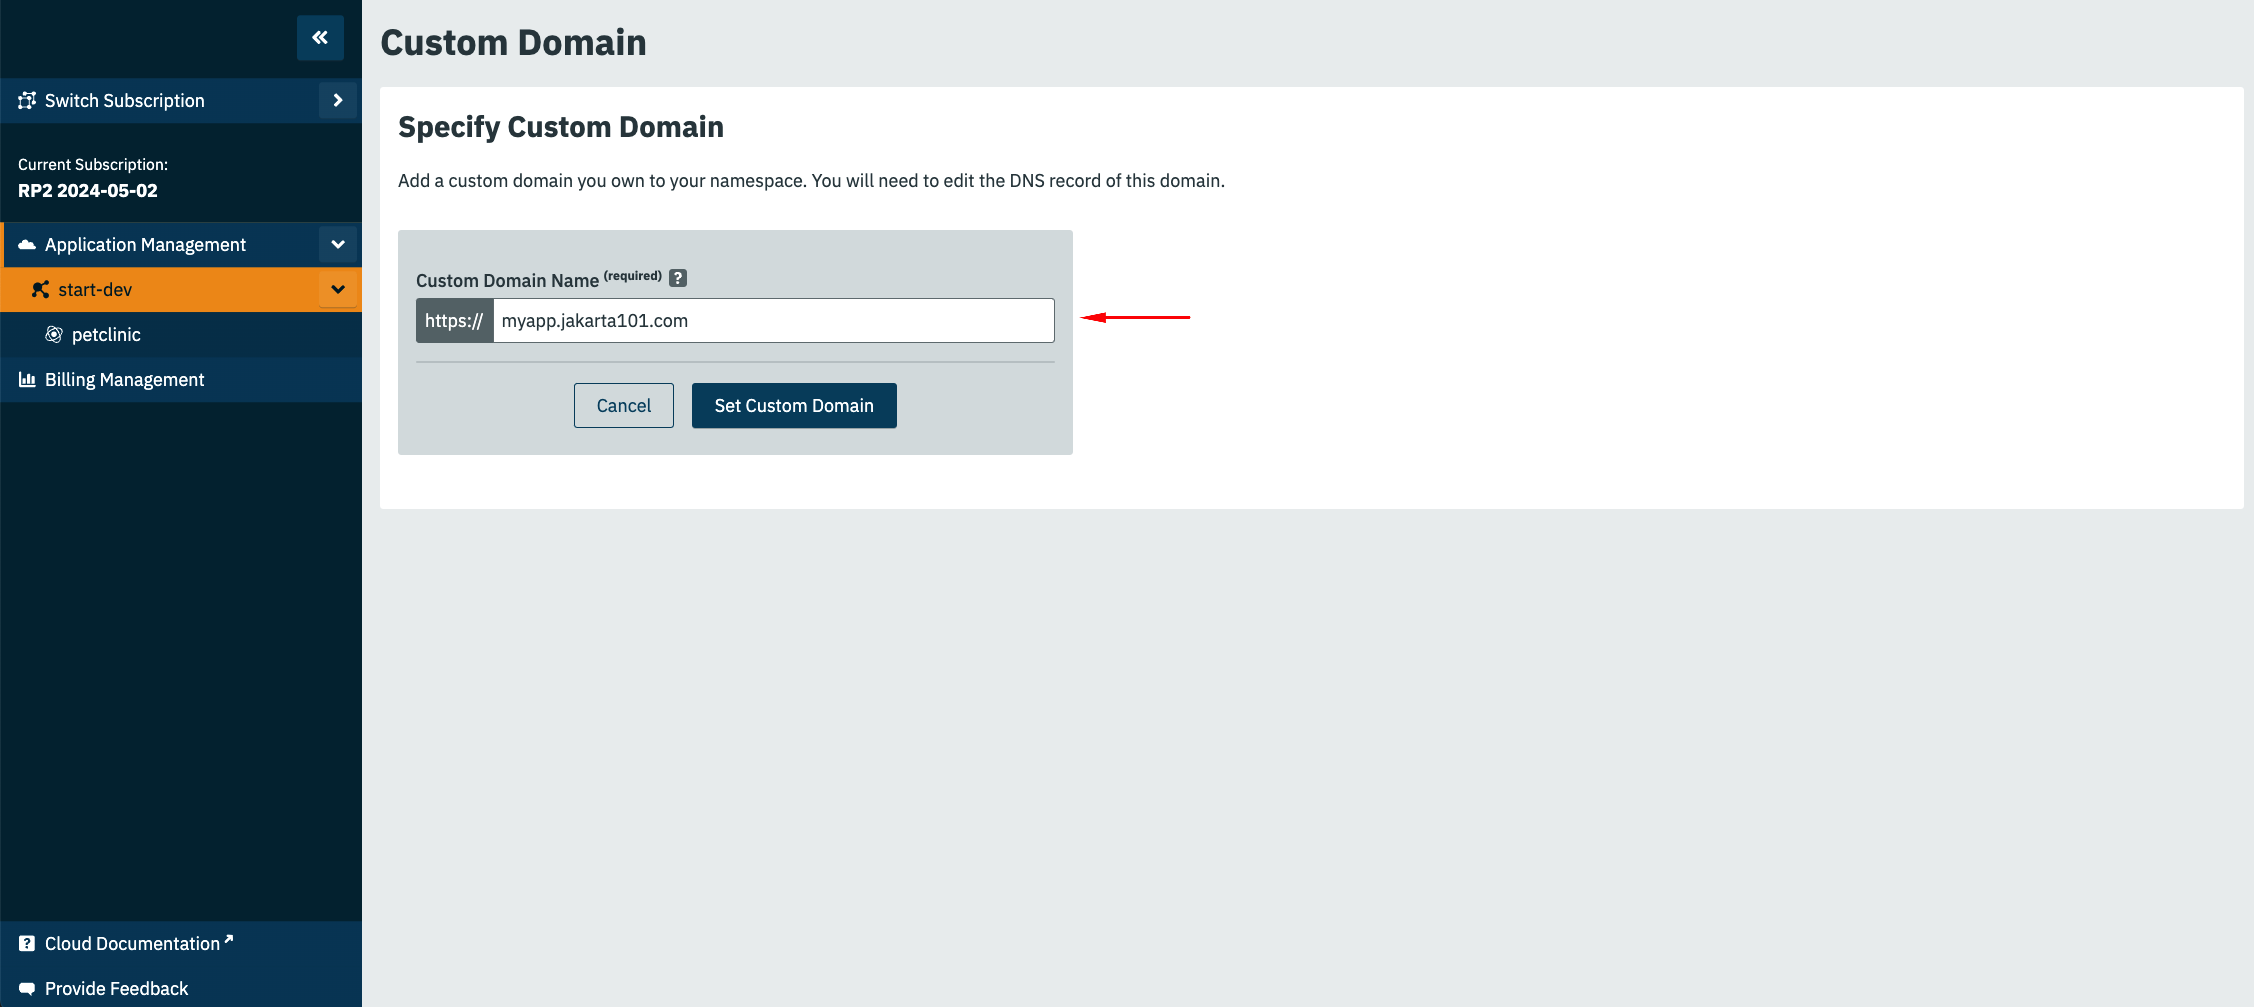 Switch Subscription
Current Subscription:
RP2 2024-05-02
Application Management
start-dev
petclinic
Billing Management
Cloud Documentation
Provide Feedback
Custom Domain
Specify Custom Domain
Add a custom domain you own to your namespace. You will need to edit the DNS record of this domain.
Custom Domain Name (required) ?
https:// myapp.jakarta101.com
Cancel Set Custom Domain